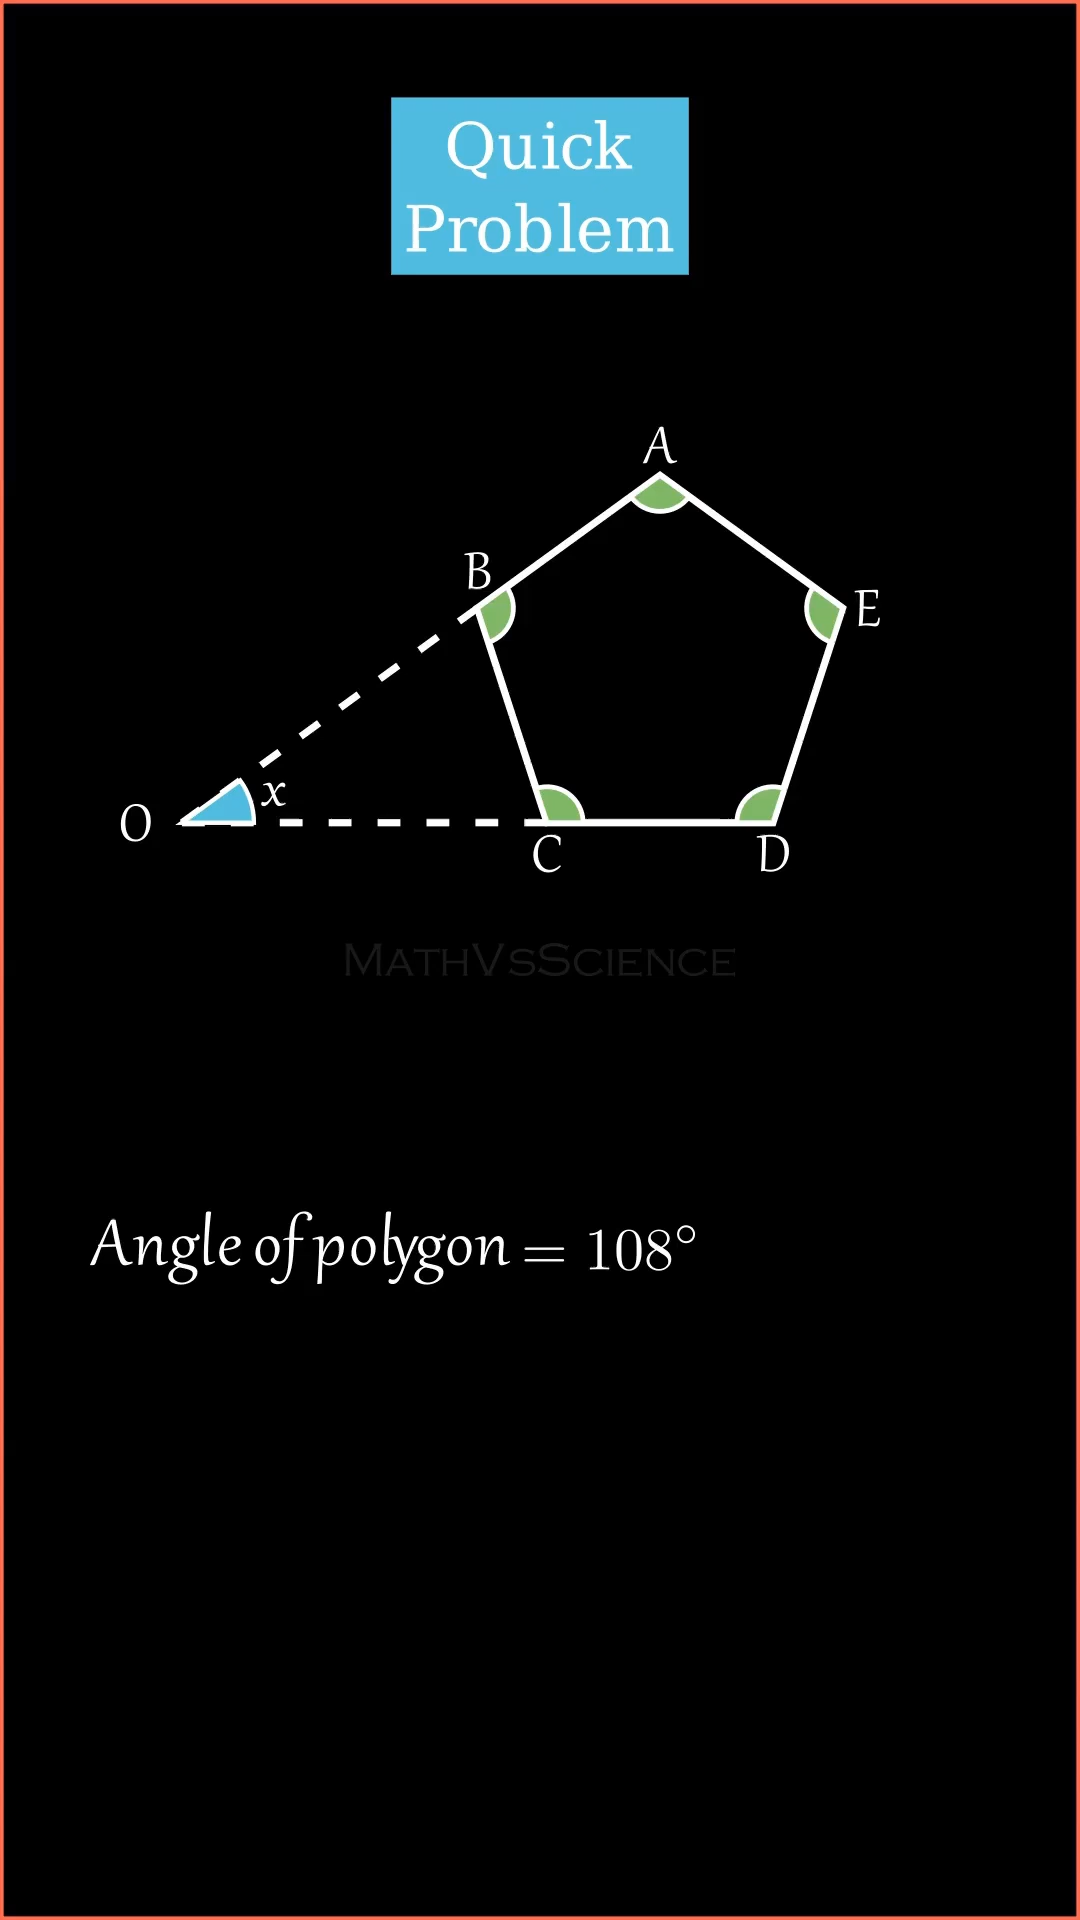 Quick
Problem
A
B
E
x
O
C
D
MATHVSSCIENCE
Angle of polygon = 108°